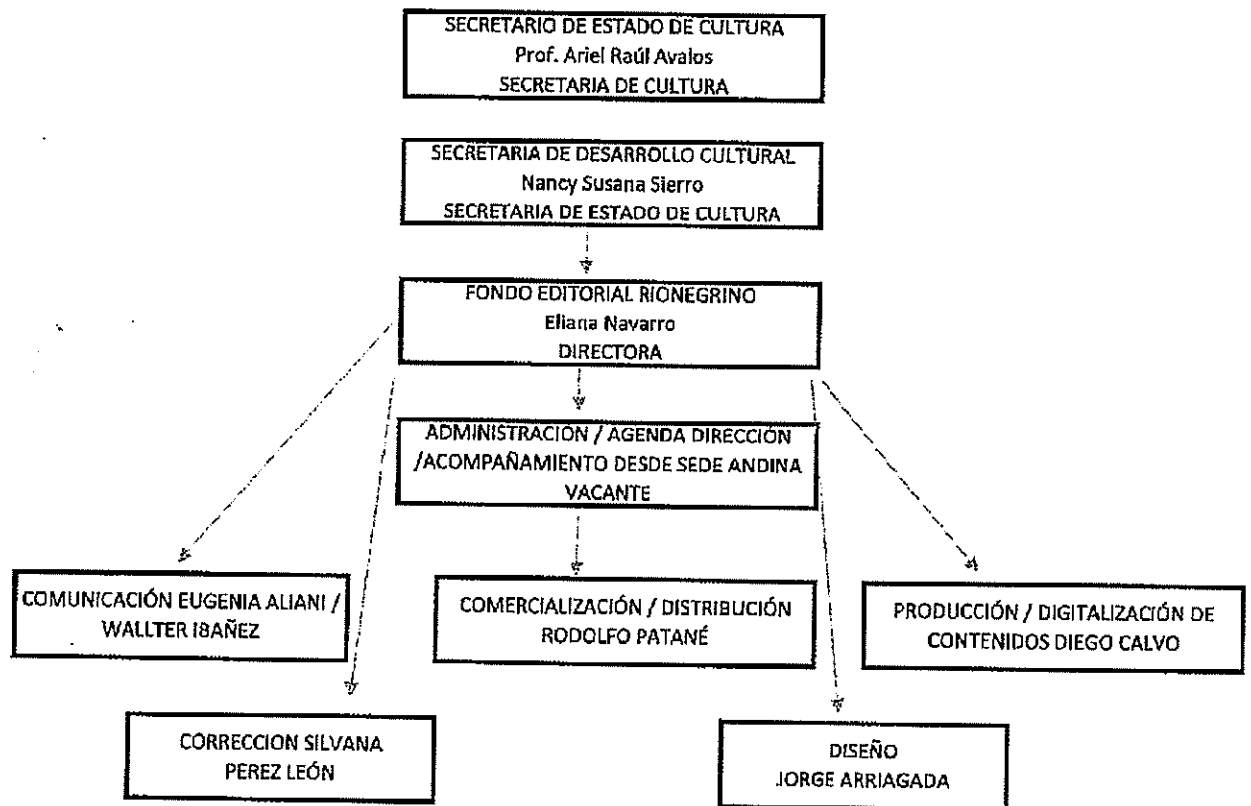 SECRETARIO DE ESTADO DE CULTURA
Prof. Ariel Raúl Avalos
SECRETARIA DE CULTURA
SECRETARIA DE DESARROLLO CULTURAL
Nancy Susana Sierro
SECRETARIA DE ESTADO DE CULTURA
FONDO EDITORIAL RIONEGRINO
Eliana Navarro
DIRECTORA
ADMINISTRACIÓN / AGENDA DIRECCIÓN
/ACOMPAÑAMIENTO DESDE SEDE ANDINA
VACANTE
COMUNICACIÓN EUGENIA ALIANI /
WALLTER IBAÑEZ
COMERCIALIZACIÓN / DISTRIBUCIÓN
RODOLFO PATANÉ
PRODUCCIÓN / DIGITALIZACIÓN DE
CONTENIDOS DIEGO CALVO
CORRECCION SILVANA
PEREZ LEÓN
DISEÑO
JORGE ARRIAGADA